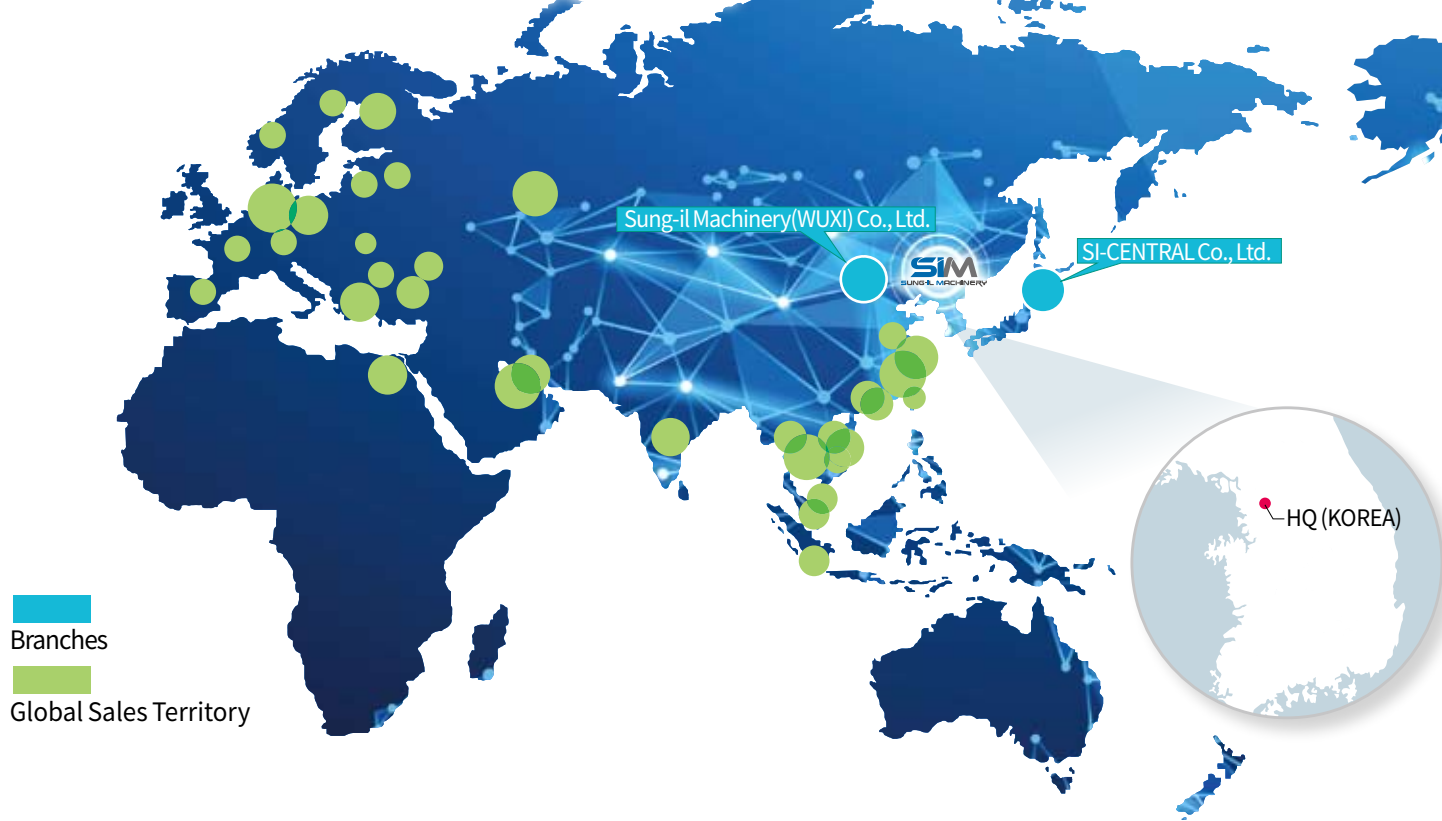 Sung-il Machinery(WUXI) Co., Ltd.
SI-CENTRAL Co., Ltd.
SIM
SUNG-IL MACHINERY
HQ (KOREA)
Branches
Global Sales Territory